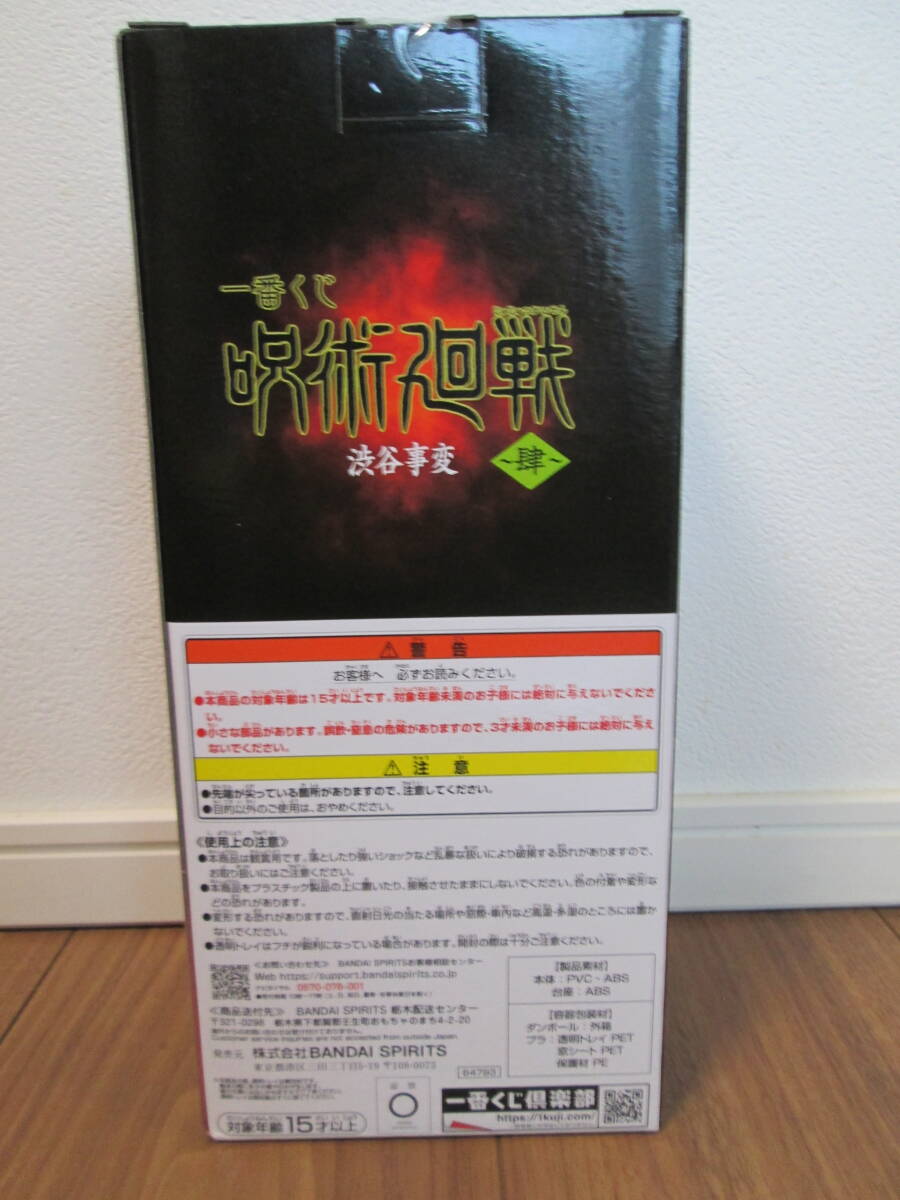 一番くじ
呪術廻戦
渋谷事変
~肆~
⚠警告
お客様へ 必ずお読みください。
●本商品の対象年齢は15才以上です。対象年齢未満のお子様には絶対に与えないでください。
●小さな部品があります。誤飲・窒息の危険がありますので、3才未満のお子様には絶対に与えないでください。
⚠注意
●先端が尖っている箇所がありますので、注意してください。
●目的以外のご使用は、おやめください。
《使用上の注意》
●本商品は観賞用です。落としたり強いショックなど乱暴な扱いにより破損する恐れがありますので、
お取り扱いにはご注意ください。
●本商品をプラスチック製品の上に置いたり、接触させたままにしないでください。色の付着や変形な
どの恐れがあります。
●変形する恐れがありますので、直射日光の当たる場所や窓際・車内など高温・多湿のところには置か
ないでください。
●透明トレイはフチが鋭利になっている場合があります。開封の際は十分ご注意ください。
<お問い合わせ先> BANDAI SPIRITSお客様相談センター
Web https://support.bandaispirits.co.jp
ナビダイヤル 0570-078-001
<商品送付先> BANDAI SPIRITS 栃木配送センター
〒321-0298 栃木県下都賀郡壬生町おもちゃのまち4-2-20
Customer service inquiries are not accepted from outside Japan.
発売元 株式会社BANDAI SPIRITS
東京都港区三田三丁目5-19 〒108-0073
【製品素材】
本体:PVC・ABS
台座:ABS
【容器包装材】
ダンボール:外箱
プラ:透明トレイ PET
窓シート PET
保護材 PE
64793
対象年齢15才以上
一番くじ倶楽部
https://1kuji.com/